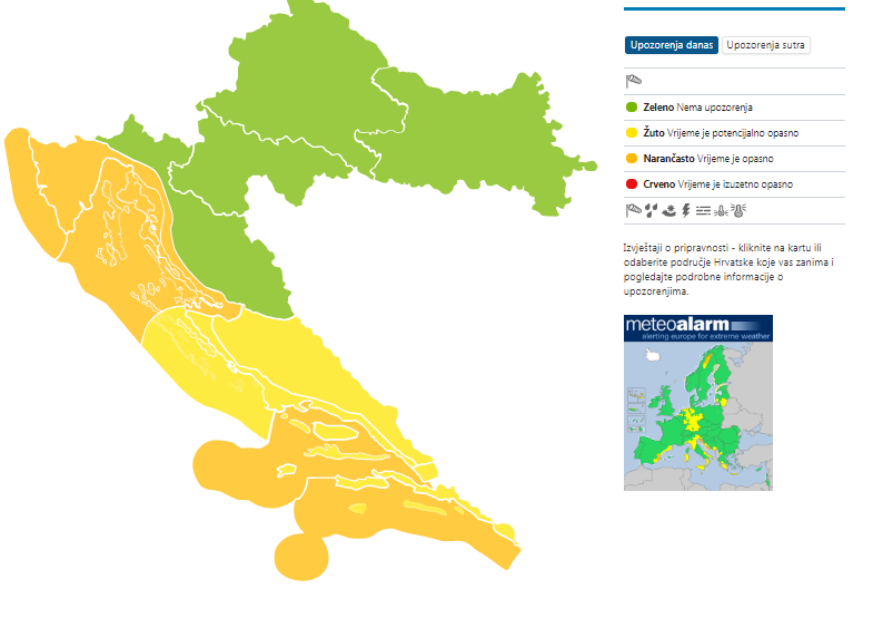 Upozorenja danas Upozorenja sutra
Zeleno Nema upozorenja
Žuto Vrijeme je potencijalno opasno
Narančasto Vrijeme je opasno
Crveno Vrijeme je izuzetno opasno
Izvještaji o pripravnosti - kliknite na kartu ili
odaberite područje Hrvatske koje vas zanima i
pogledajte podrobne informacije o
upozorenjima.
meteoalarm
alerting europe for extreme weather